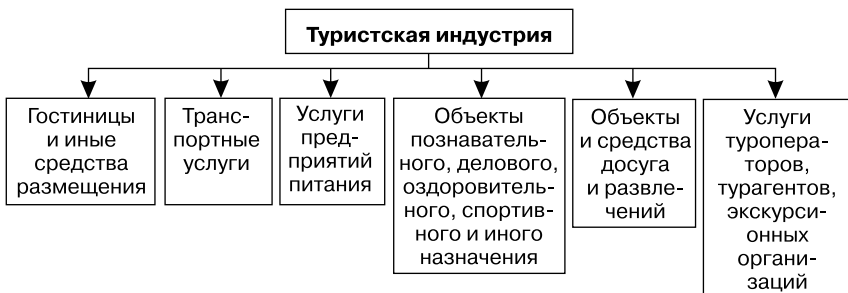 Туристская индустрия
Гостиницы
и иные
средства
размещения
Транс-
портные
услуги
Услуги
пред-
приятий
питания
Объекты
познаватель-
ного, делового,
оздоровитель-
ного, спортив-
ного и иного
назначения
Объекты
и средства
досуга
и развле-
чений
Услуги
туропера-
торов,
турагентов,
экскурси-
онных
органи-
заций